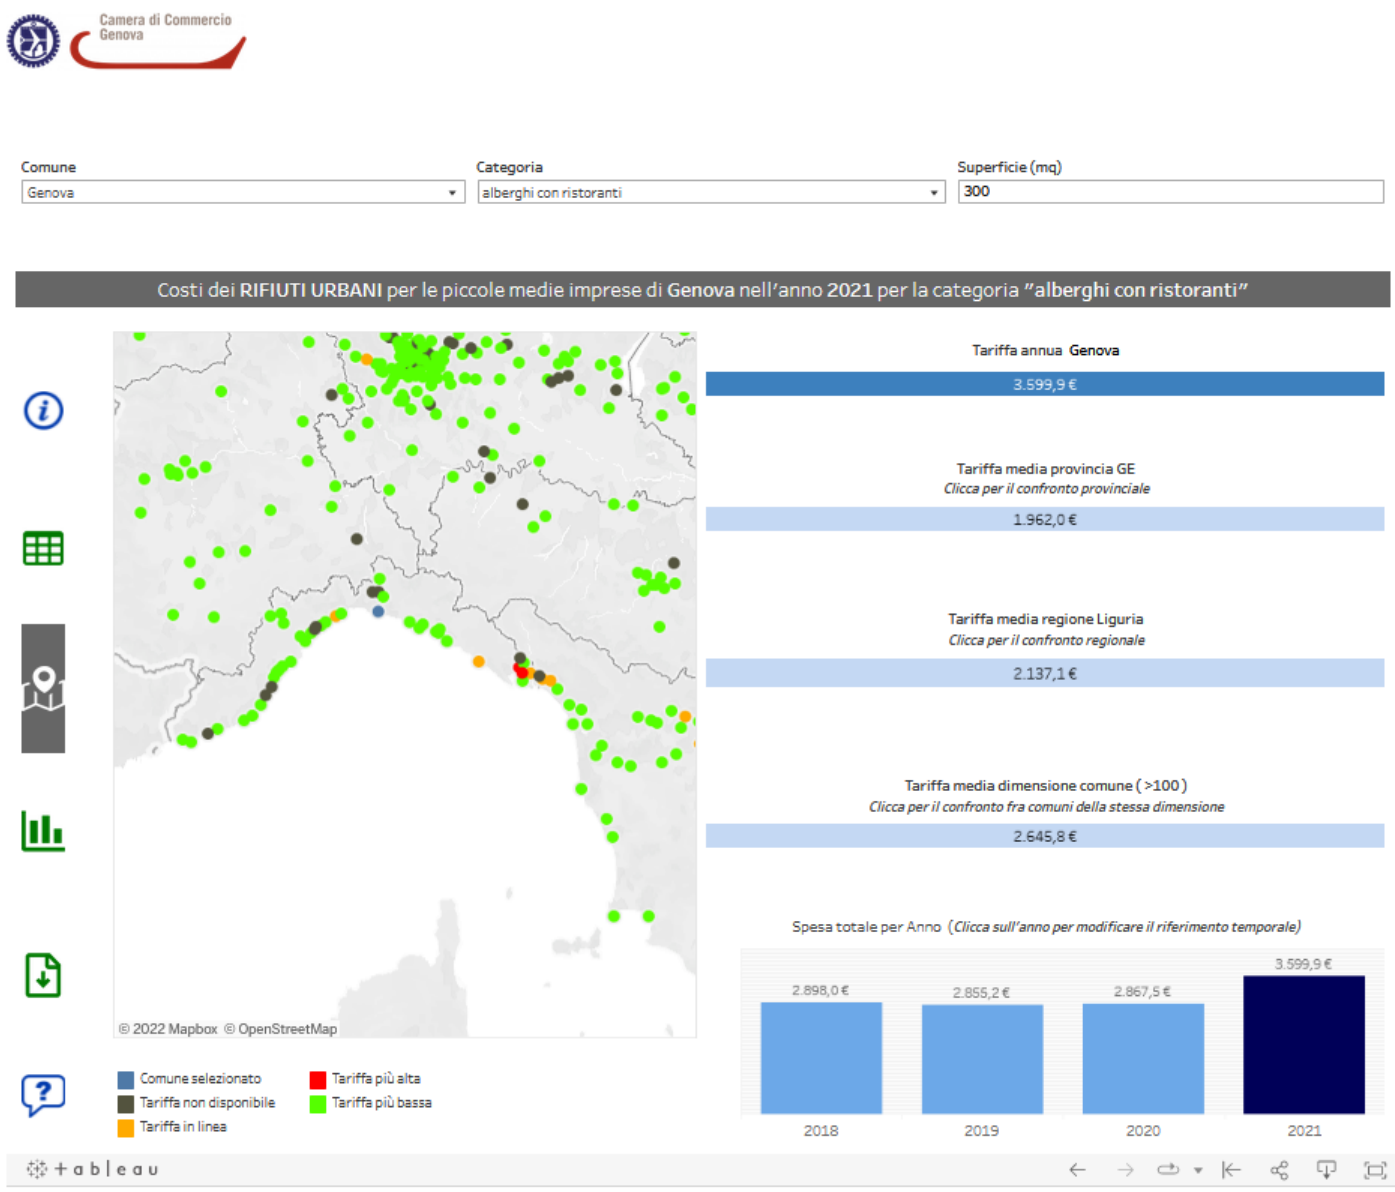 Camera di Commercio
Genova
Comune
Categoria
Superficie (mq)
Genova
alberghi con ristoranti
300
Costi dei RIFIUTI URBANI per le piccole medie imprese di Genova nell'anno 2021 per la categoria "alberghi con ristoranti"
Tariffa annua Genova
3.599,9 €
Tariffa media provincia GE
Clicca per il confronto provinciale
1.962,0 €
Tariffa media regione Liguria
Clicca per il confronto regionale
2.137,1 €
Tariffa media dimensione comune ( >100 )
Clicca per il confronto fra comuni della stessa dimensione
2.645,8 €
© 2022 Mapbox © OpenStreetMap
Comune selezionato
Tariffa non disponibile
Tariffa in linea
Tariffa più alta
Tariffa più bassa
Spesa totale per Anno (Clicca sull'anno per modificare il riferimento temporale)
2.898,0 €
2.855,2 €
2.867,5 €
3.599,9 €
2018
2019
2020
2021
+ableau